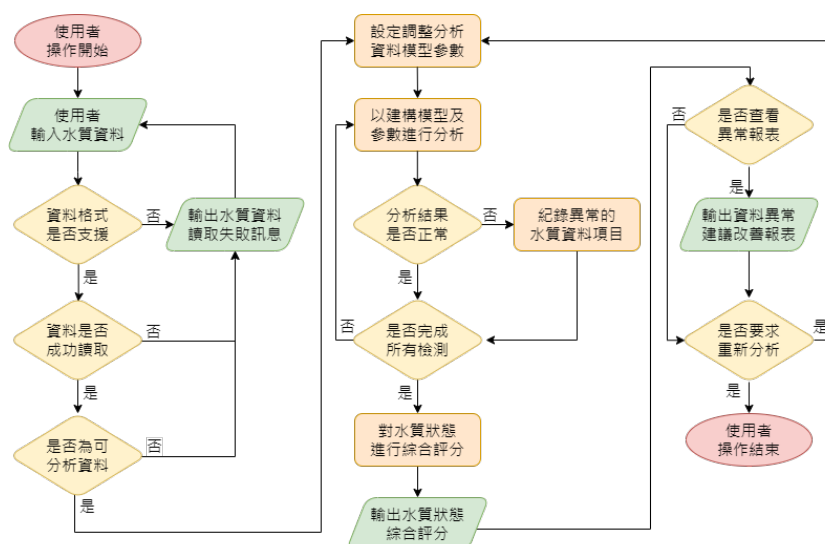 使用者
操作開始
使用者
輸入水質資料
資料格式
是否支援
否
輸出水質資料
讀取失敗訊息
是
資料是否
成功讀取
否
是
是否為可
分析資料
否
是
設定調整分析
資料模型參數
以建構模型及
參數進行分析
分析結果
是否正常
否
紀錄異常的
水質資料項目
是
否
是否完成
所有檢測
是
對水質狀態
進行綜合評分
輸出水質狀態
綜合評分
否
是否查看
異常報表
是
輸出資料異常
建議改善報表
是否要求
重新分析
是
是
使用者
操作結束